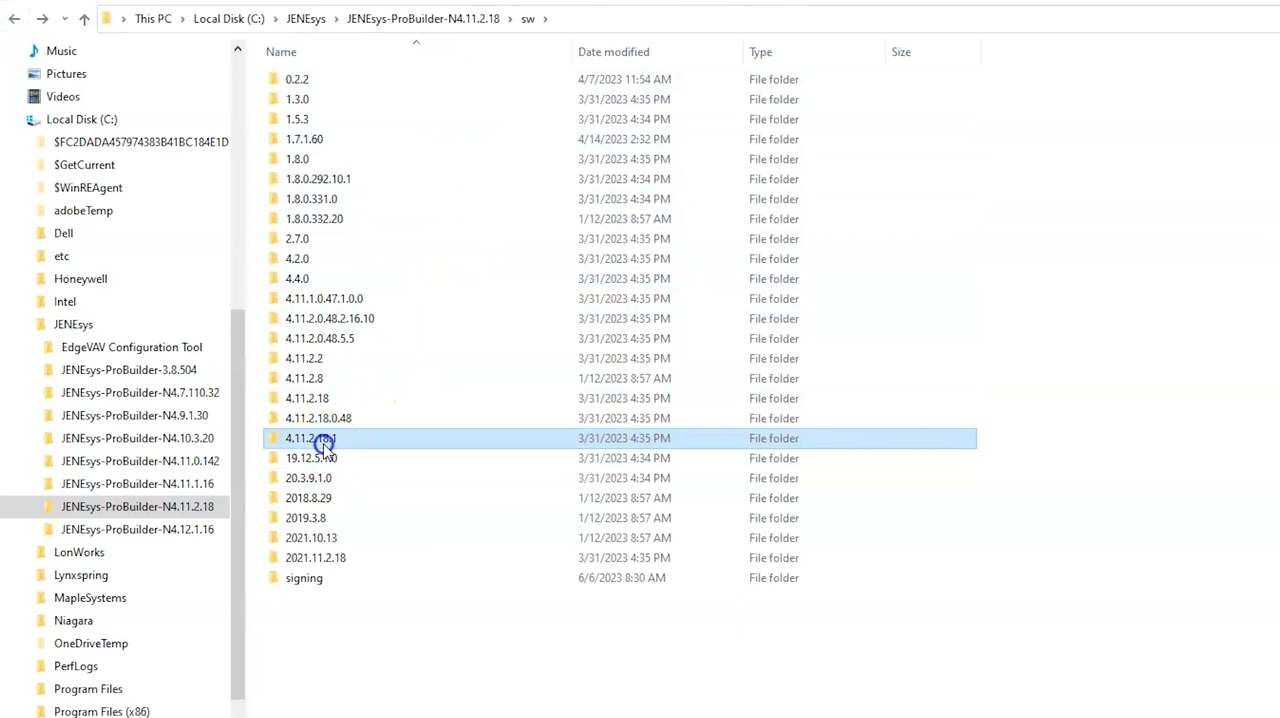 This PC > Local Disk (C:) > JENEsys > JENEsys-ProBuilder-N4.11.2.18 > sw >
Music
Pictures
Videos
Local Disk (C:)
$FC2DADA457974383B41BC184E1D
$GetCurrent
$WinREAgent
adobeTemp
Dell
etc
Honeywell
Intel
JENEsys
EdgeVAV Configuration Tool
JENEsys-ProBuilder-3.8.504
JENEsys-ProBuilder-N4.7.110.32
JENEsys-ProBuilder-N4.9.1.30
JENEsys-ProBuilder-N4.10.3.20
JENEsys-ProBuilder-N4.11.0.142
JENEsys-ProBuilder-N4.11.1.16
JENEsys-ProBuilder-N4.11.2.18
JENEsys-ProBuilder-N4.12.1.16
LonWorks
Lynxspring
MapleSystems
Niagara
OneDriveTemp
PerfLogs
Program Files
Program Files (x86)
Name Date modified Type Size
0.2.2 4/7/2023 11:54 AM File folder
1.3.0 3/31/2023 4:35 PM File folder
1.5.3 3/31/2023 4:34 PM File folder
1.7.1.60 4/14/2023 2:32 PM File folder
1.8.0 3/31/2023 4:35 PM File folder
1.8.0.292.10.1 3/31/2023 4:34 PM File folder
1.8.0.331.0 3/31/2023 4:34 PM File folder
1.8.0.332.20 1/12/2023 8:57 AM File folder
2.7.0 3/31/2023 4:35 PM File folder
4.2.0 3/31/2023 4:35 PM File folder
4.4.0 3/31/2023 4:35 PM File folder
4.11.1.0.47.1.0.0 3/31/2023 4:35 PM File folder
4.11.2.0.48.2.16.10 3/31/2023 4:35 PM File folder
4.11.2.0.48.5.5 3/31/2023 4:35 PM File folder
4.11.2.2 3/31/2023 4:35 PM File folder
4.11.2.8 1/12/2023 8:57 AM File folder
4.11.2.18 3/31/2023 4:35 PM File folder
4.11.2.18.0.48 3/31/2023 4:35 PM File folder
4.11.2.18.1 3/31/2023 4:35 PM File folder
3/31/2023 4:34 PM File folder
20.3.9.1.0 3/31/2023 4:34 PM File folder
2018.8.29 1/12/2023 8:57 AM File folder
2019.3.8 1/12/2023 8:57 AM File folder
2021.10.13 1/12/2023 8:57 AM File folder
2021.11.2.18 3/31/2023 4:35 PM File folder
signing 6/6/2023 8:30 AM File folder